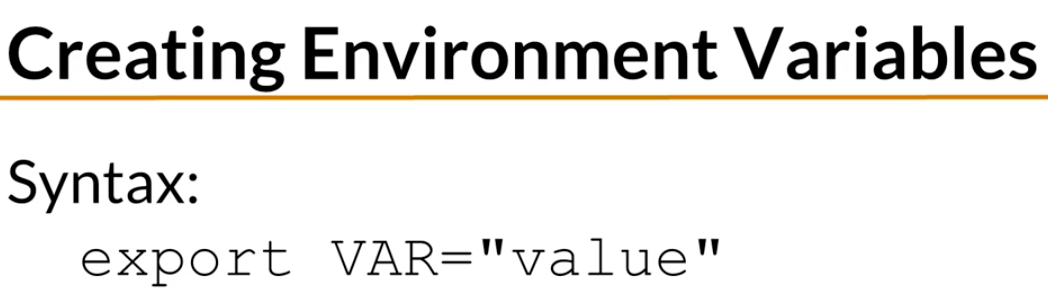 Creating Environment Variables
Syntax:
export VAR="value"